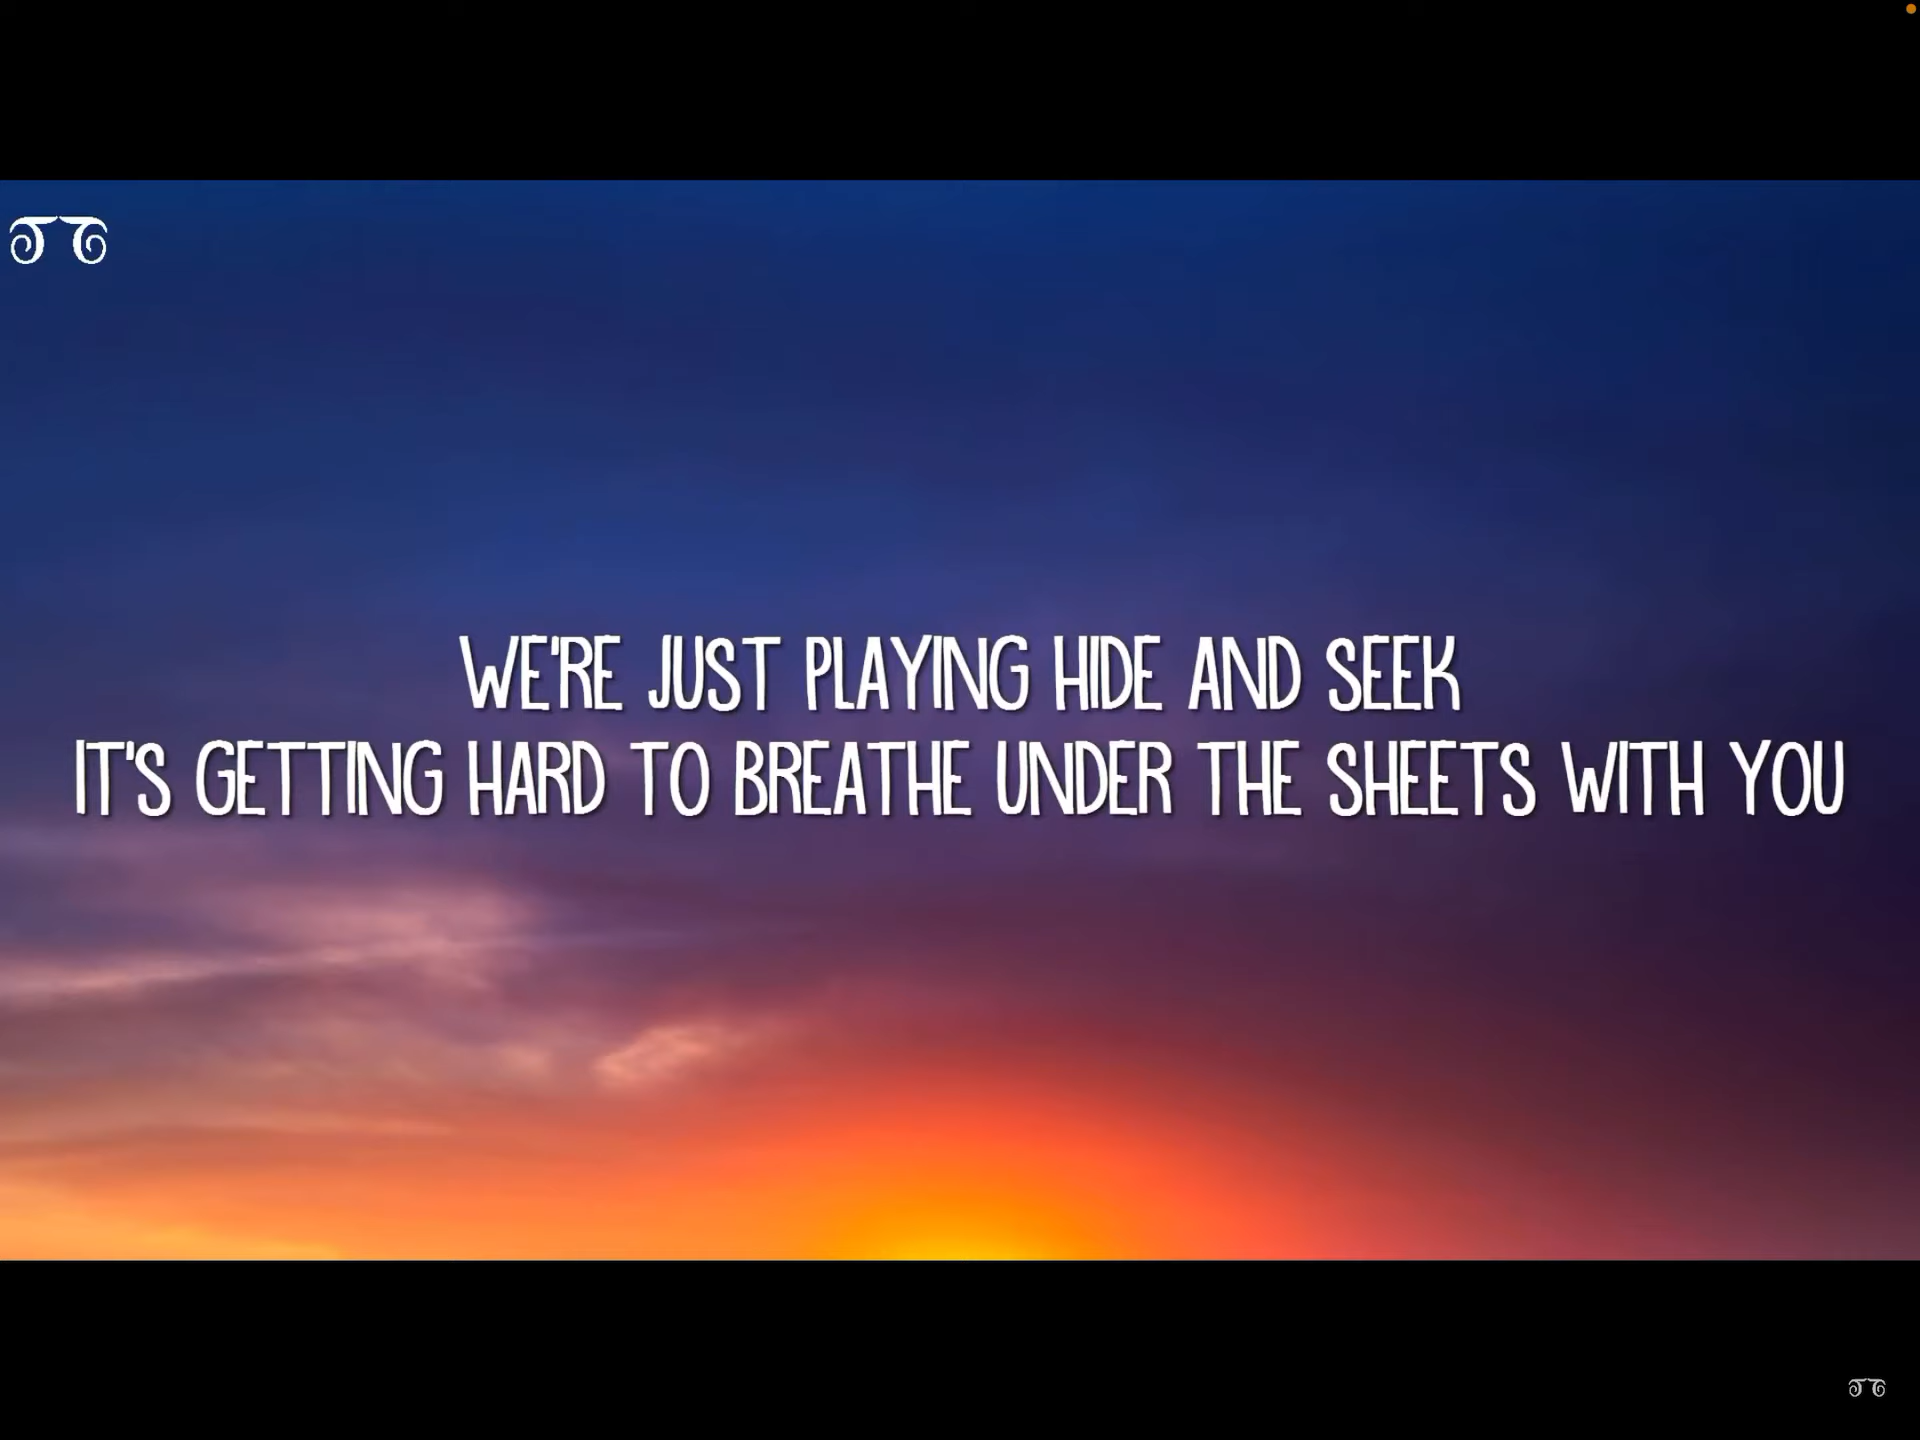 WE'RE JUST PLAYING HIDE AND SEEK
IT'S GETTING HARD TO BREATHE UNDER THE SHEETS WITH YOU